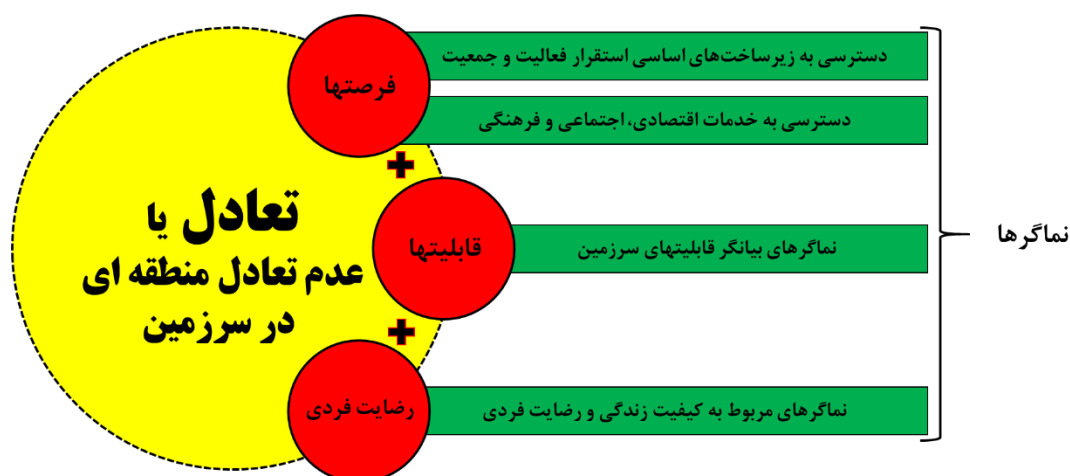 نماگرها
دسترسی به زیرساخت‌های اساسی استقرار فعالیت و جمعیت
دسترسی به خدمات اقتصادی، اجتماعی و فرهنگی
فرصتها
نماگرهای بیانگر قابلیتهای سرزمین
قابلیتها
نماگرهای مربوط به کیفیت زندگی و رضایت فردی
رضایت فردی
تعادل یا
عدم تعادل منطقه ای
در سرزمین